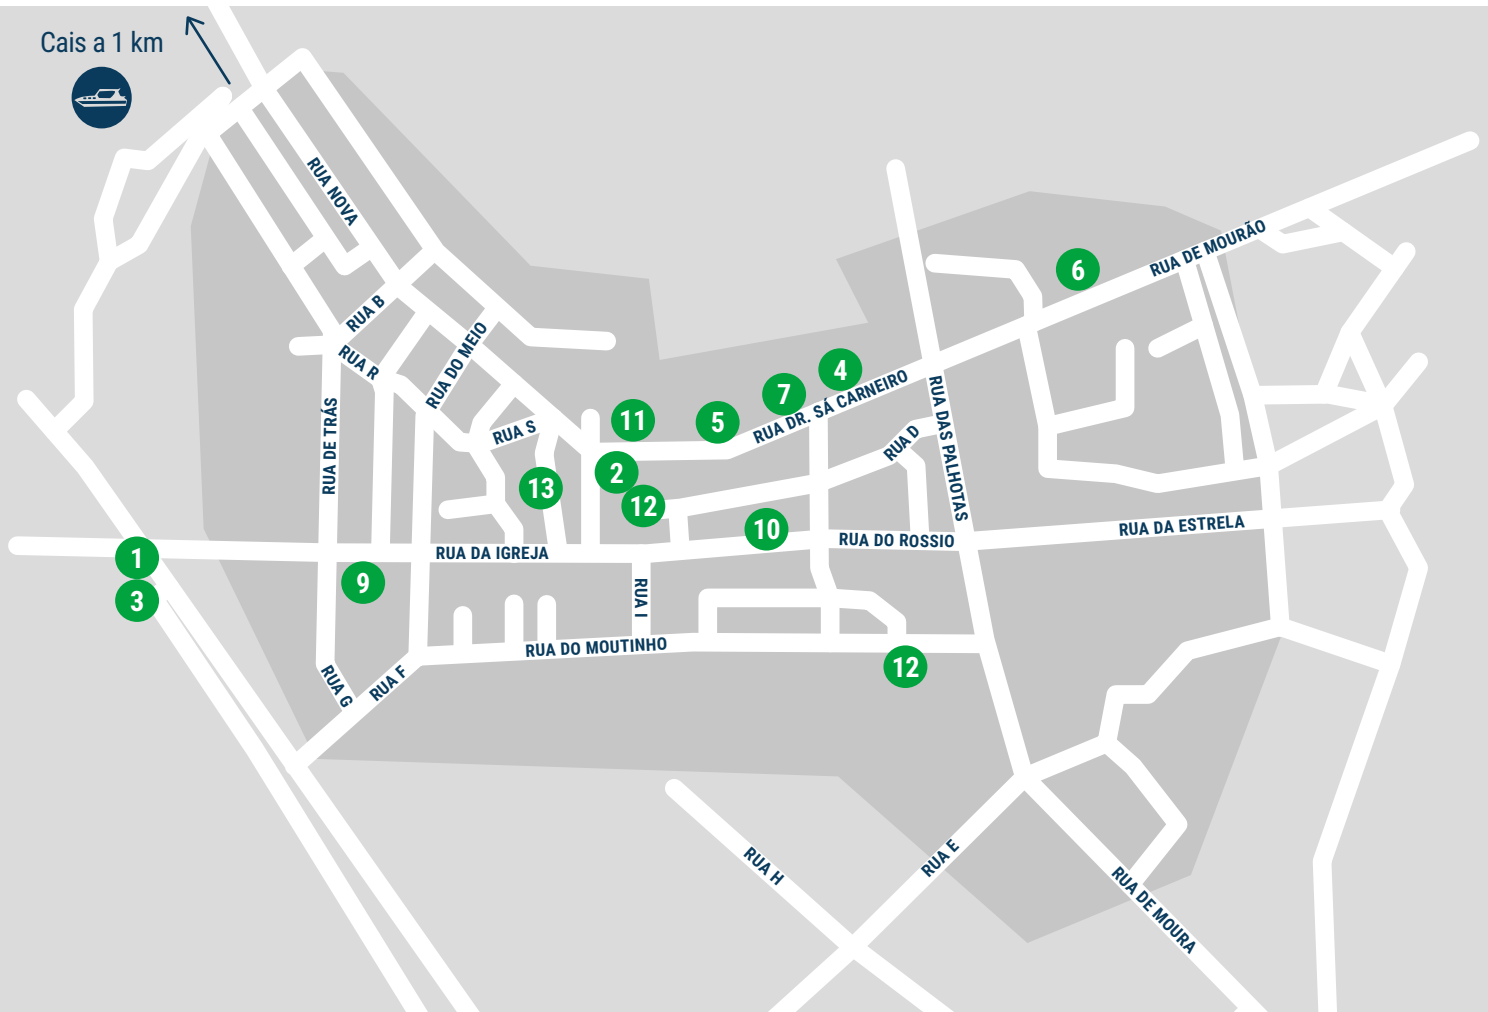 Cais a 1 km
RUA NOVA
RUA DE MOURÃO
6
RUA B
RUA R
RUA DO MEIO
4
7
RUA DR. SÁ CARNEIRO
RUA DE TRÁS
RUA S
11
5
RUA D
RUA DAS PALHOTAS
2
13
12
10
RUA DO ROSSIO
RUA DA ESTRELA
1
RUA DA IGREJA
9
3
RUA I
RUA DO MOUTINHO
12
RUA G
RUA F
RUA H
RUA E
RUA DE MOURA